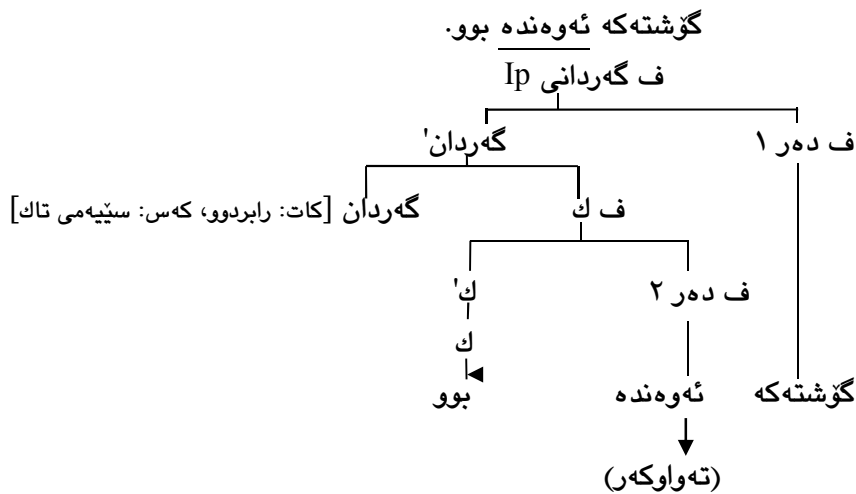 گۆشتەکە ئەوەندە بوو.
ف گەردانی Ip
ف دەر ١ گەردان'
ف ك گەردان [کات: رابردوو، کەس: سێیەمی تاك]
ف دەر ٢ ك'
ك
گۆشتەکە ئەوەندە بوو
(تەواوکەر)